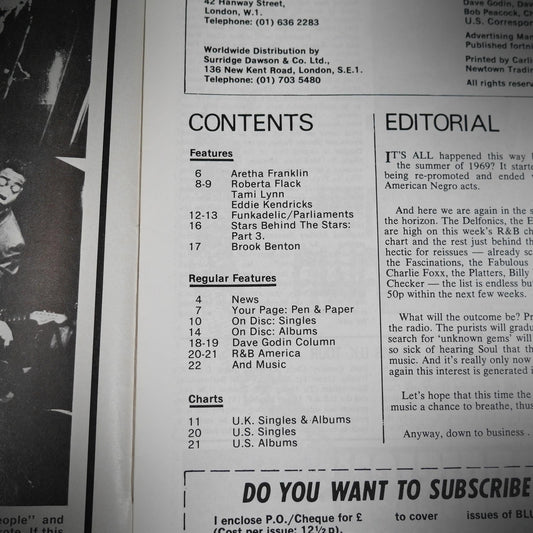 42 Hanway Street,
London, W.1.
Telephone: (01) 636 2283
Worldwide Distribution by
Surridge Dawson & Co. Ltd.,
136 New Kent Road, London, S.E.1.
Telephone: (01) 703 5480
Dave Godin, Dav
Bob Peacock, Ch
U.S. Correspon
Advertising Man
Published fortni
Printed by Carli
Newtown Tradin
All rights reserv
CONTENTS
Features
6 Aretha Franklin
8-9 Roberta Flack
Tami Lynn
Eddie Kendricks
12-13 Funkadelic/Parliaments
16 Stars Behind The Stars:
Part 3.
17 Brook Benton
Regular Features
4 News
7 Your Page: Pen & Paper
10 On Disc: Singles
14 On Disc: Albums
18-19 Dave Godin Column
20-21 R&B America
22 And Music
Charts
11 U.K. Singles & Albums
20 U.S. Singles
21 U.S. Albums
EDITORIAL
IT'S ALL happened this way b
the summer of 1969? It starte
being re-promoted and ended w
American Negro acts.
And here we are again in the s
the horizon. The Delfonics, the E
are high on this week's R&B ch
chart and the rest just behind th
hectic for reissues — already sc
the Fascinations, the Fabulous
Charlie Foxx, the Platters, Billy
Checker — the list is endless bu
50p within the next few weeks.
What will the outcome be? Pr
the radio. The purists will gradu
search for 'unknown gems' will
so sick of hearing Soul that th
music. And it's really only now
again this interest is generated i
Let's hope that this time the
music a chance to breathe, thus
Anyway, down to business .
DO YOU WANT TO SUBSCRIBE
I enclose P.O./Cheque for £ to cover issues of BLU
(Cost per issue: 12½p).
eople" and
ote. If this